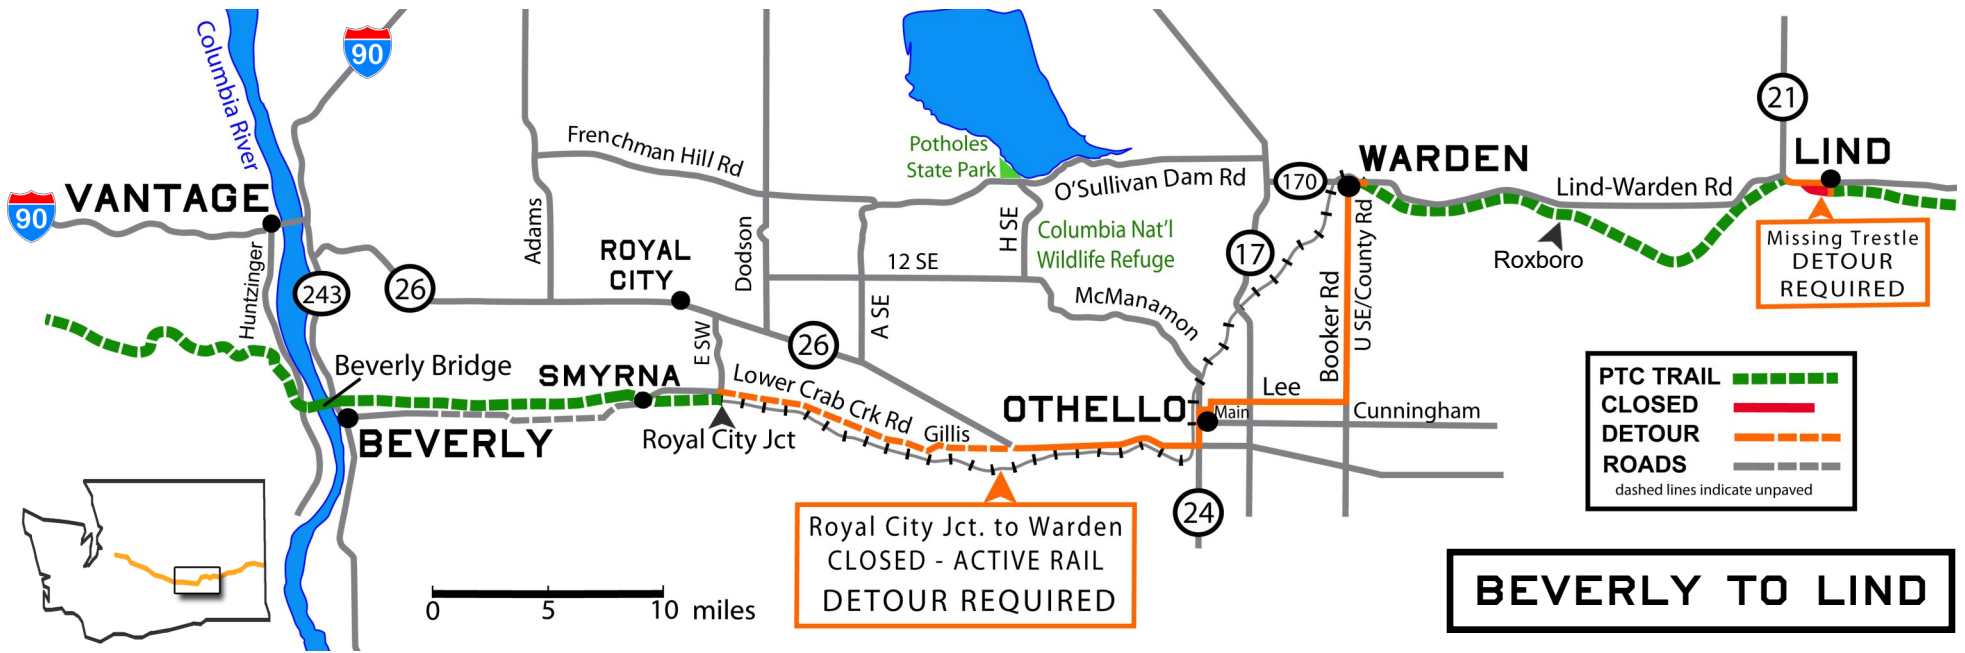 90
Columbia River
21
Frenchman Hill Rd
Potholes
State Park
WARDEN
LIND
170
O'Sullivan Dam Rd
Lind-Warden Rd
90
VANTAGE
Adams
Dodson
H SE
Columbia Nat'l
Wildlife Refuge
17
U SE/County Rd
Roxboro
Missing Trestle
DETOUR
REQUIRED
ROYAL
CITY
12 SE
Huntzinger
243
26
McManamon
A SE
E SW
26
Booker Rd
Beverly Bridge
SMYRNA
Lower Crab Crk Rd
Gillis
OTHELLO
Main
Lee
Cunningham
BEVERLY
Royal City Jct
PTC TRAIL
CLOSED
DETOUR
ROADS
dashed lines indicate unpaved
24
Royal City Jct. to Warden
CLOSED - ACTIVE RAIL
DETOUR REQUIRED
0 5 10 miles
BEVERLY TO LIND